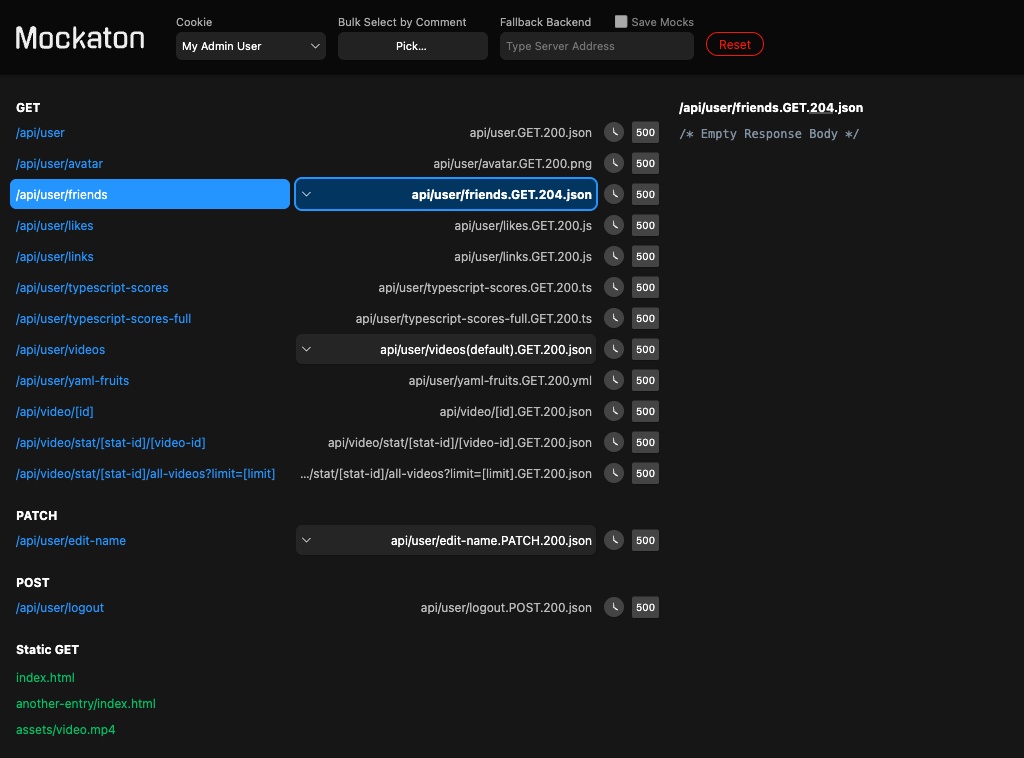 Mockaton
Cookie
My Admin User
Bulk Select by Comment
Pick...
Fallback Backend
Save Mocks
Type Server Address
Reset
GET
/api/user api/user.GET.200.json 500
/api/user/avatar api/user/avatar.GET.200.png 500
/api/user/friends api/user/friends.GET.204.json 500
/api/user/likes api/user/likes.GET.200.js 500
/api/user/links api/user/links.GET.200.js 500
/api/user/typescript-scores api/user/typescript-scores.GET.200.ts 500
/api/user/typescript-scores-full api/user/typescript-scores-full.GET.200.ts 500
/api/user/videos api/user/videos(default).GET.200.json 500
/api/user/yaml-fruits api/user/yaml-fruits.GET.200.yml 500
/api/video/[id] api/video/[id].GET.200.json 500
/api/video/stat/[stat-id]/[video-id] api/video/stat/[stat-id]/[video-id].GET.200.json 500
/api/video/stat/[stat-id]/all-videos?limit=[limit] .../stat/[stat-id]/all-videos?limit=[limit].GET.200.json 500
PATCH
/api/user/edit-name api/user/edit-name.PATCH.200.json 500
POST
/api/user/logout api/user/logout.POST.200.json 500
Static GET
index.html
another-entry/index.html
assets/video.mp4
/api/user/friends.GET.204.json
/* Empty Response Body */